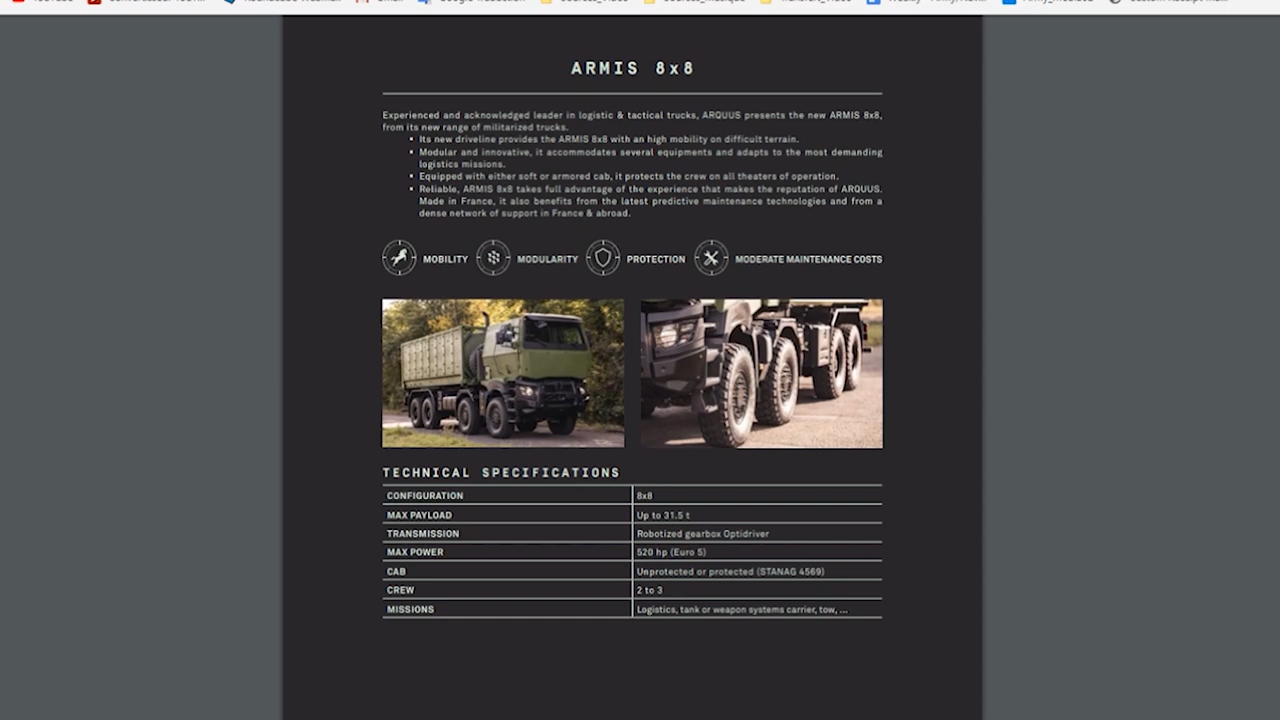 ARMIS 8x8
Experienced and acknowledged leader in logistic & tactical trucks, ARQUUS presents the new ARMIS 8x8,
from its new range of militarized trucks.
▪ Its new driveline provides the ARMIS 8x8 with an high mobility on difficult terrain.
▪ Modular and innovative, it accommodates several equipments and adapts to the most demanding
logistics missions.
▪ Equipped with either soft or armored cab, it protects the crew on all theaters of operation.
▪ Reliable, ARMIS 8x8 takes full advantage of the experience that makes the reputation of ARQUUS.
Made in France, it also benefits from the latest predictive maintenance technologies and from a
dense network of support in France & abroad.
MOBILITY MODULARITY PROTECTION MODERATE MAINTENANCE COSTS
TECHNICAL SPECIFICATIONS
CONFIGURATION 8x8
MAX PAYLOAD Up to 31.5 t
TRANSMISSION Robotized gearbox Optidriver
MAX POWER 520 hp (Euro 5)
CAB Unprotected or protected (STANAG 4569)
CREW 2 to 3
MISSIONS Logistics, tank or weapon systems carrier, tow, ...